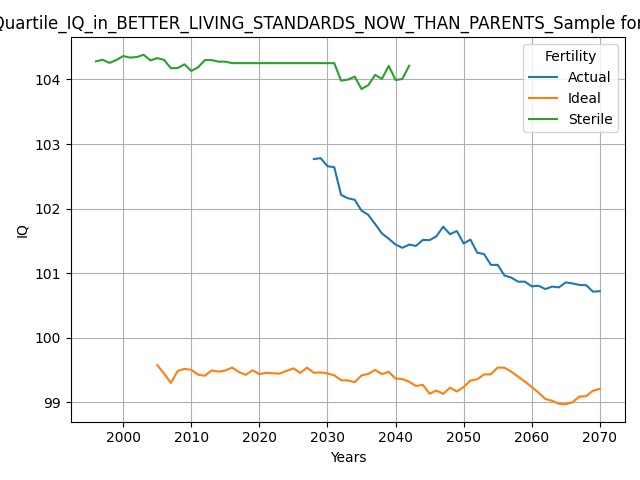 Quartile_IQ_in_BETTER_LIVING_STANDARDS_NOW_THAN_PARENTS_Sample for
Fertility
Actual
Ideal
Sterile
IQ
104
103
102
101
100
99
2000 2010 2020 2030 2040 2050 2060 2070
Years